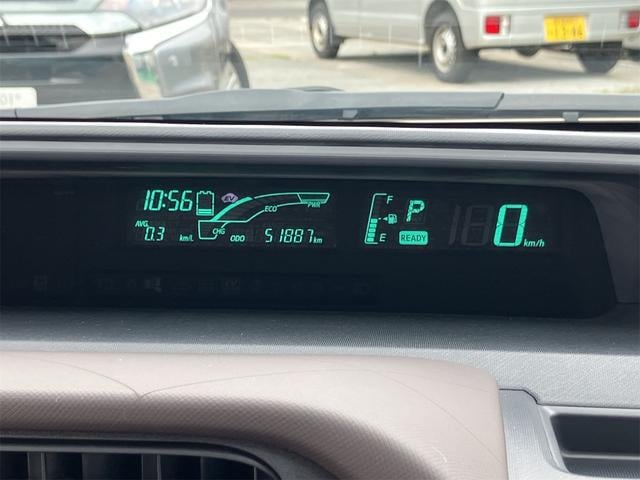 10:56
EV
ECO
PWR
AVG
0.3 km/L
CHG
ODO 51887 km
F
E
P
READY
0 km/h